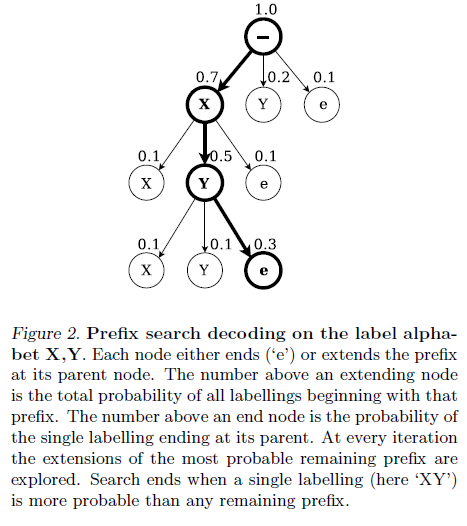 1.0
–
0.7 0.2 0.1
X Y e
0.1 0.5 0.1
X Y e
0.1 0.1 0.3
X Y e
Figure 2. Prefix search decoding on the label alpha-
bet X,Y. Each node either ends (‘e’) or extends the prefix
at its parent node. The number above an extending node
is the total probability of all labellings beginning with that
prefix. The number above an end node is the probability of
the single labelling ending at its parent. At every iteration
the extensions of the most probable remaining prefix are
explored. Search ends when a single labelling (here ‘XY’)
is more probable than any remaining prefix.